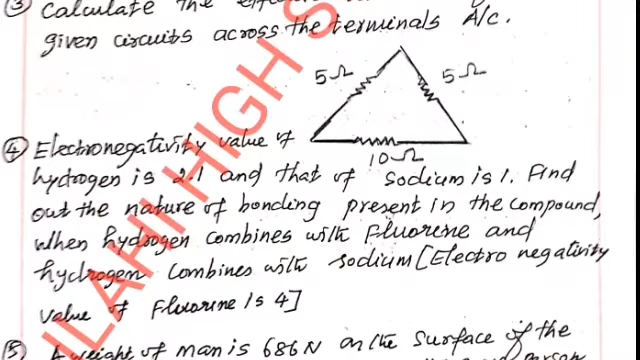 ③ Calculate the
given circuits across the terminals A/C.
5Ω 5Ω
10Ω
④ Electronegativity value of
hydrogen is 2.1 and that of Sodium is 1. Find
out the nature of bonding present in the compound,
when hydrogen combines with Fluorine and
hydrogen combines with sodium [Electro negativity
value of Fluorine is 4]
⑤ A weight of man is 686N on the surface of the
ILAHI HIGH S